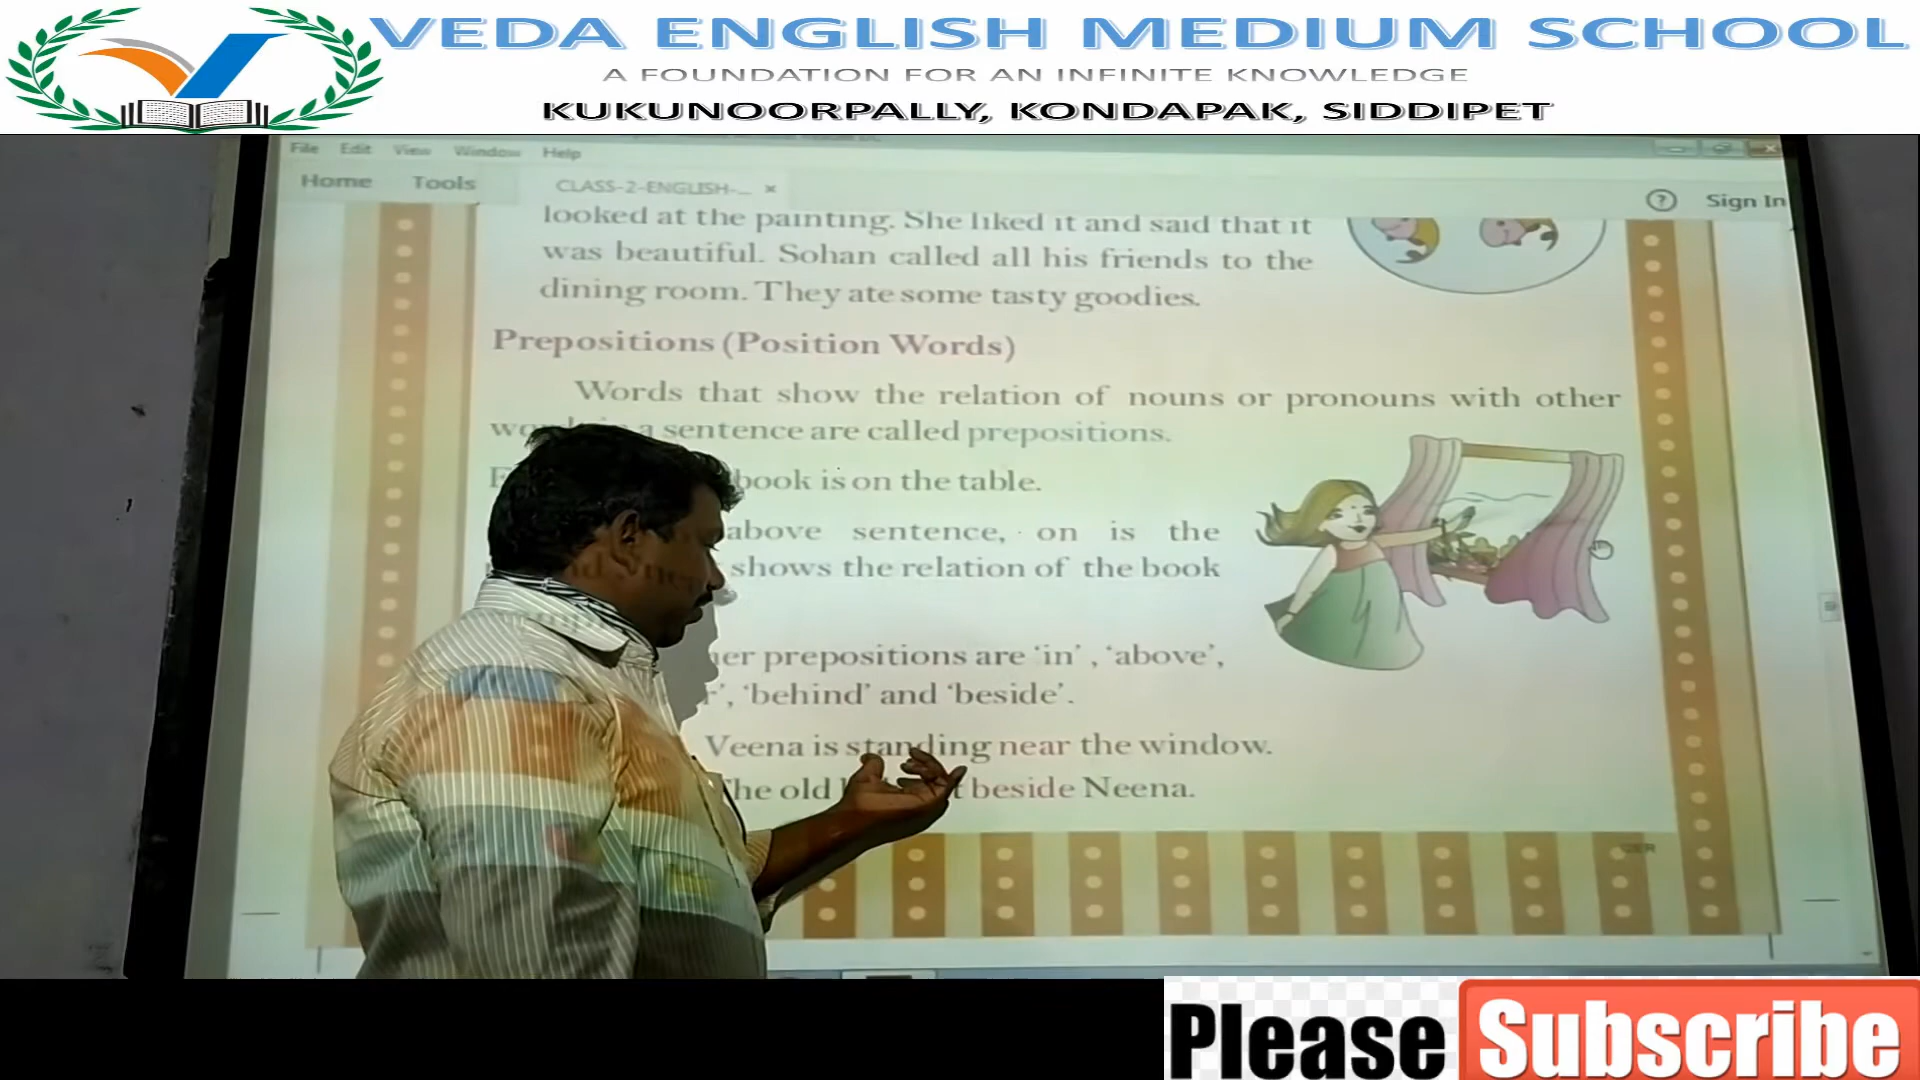 VEDA ENGLISH MEDIUM SCHOOL
A FOUNDATION FOR AN INFINITE KNOWLEDGE
KUKUNOORPALLY, KONDAPAK, SIDDIPET
File Edit View Window Help
Home Tools CLASS-2-ENGLISH-... × ? Sign In
looked at the painting. She liked it and said that it
was beautiful. Sohan called all his friends to the
dining room. They ate some tasty goodies.
Prepositions (Position Words)
Words that show the relation of nouns or pronouns with other
a sentence are called prepositions.
book is on the table.
above sentence, on is the
shows the relation of the book
prepositions are 'in' , 'above',
'behind' and 'beside'.
Veena is standing near the window.
old beside Neena.
Please Subscribe